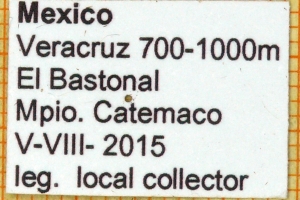 Mexico
Veracruz 700-1000m
El Bastonal
Mpio. Catemaco
V-VIII- 2015
leg. local collector